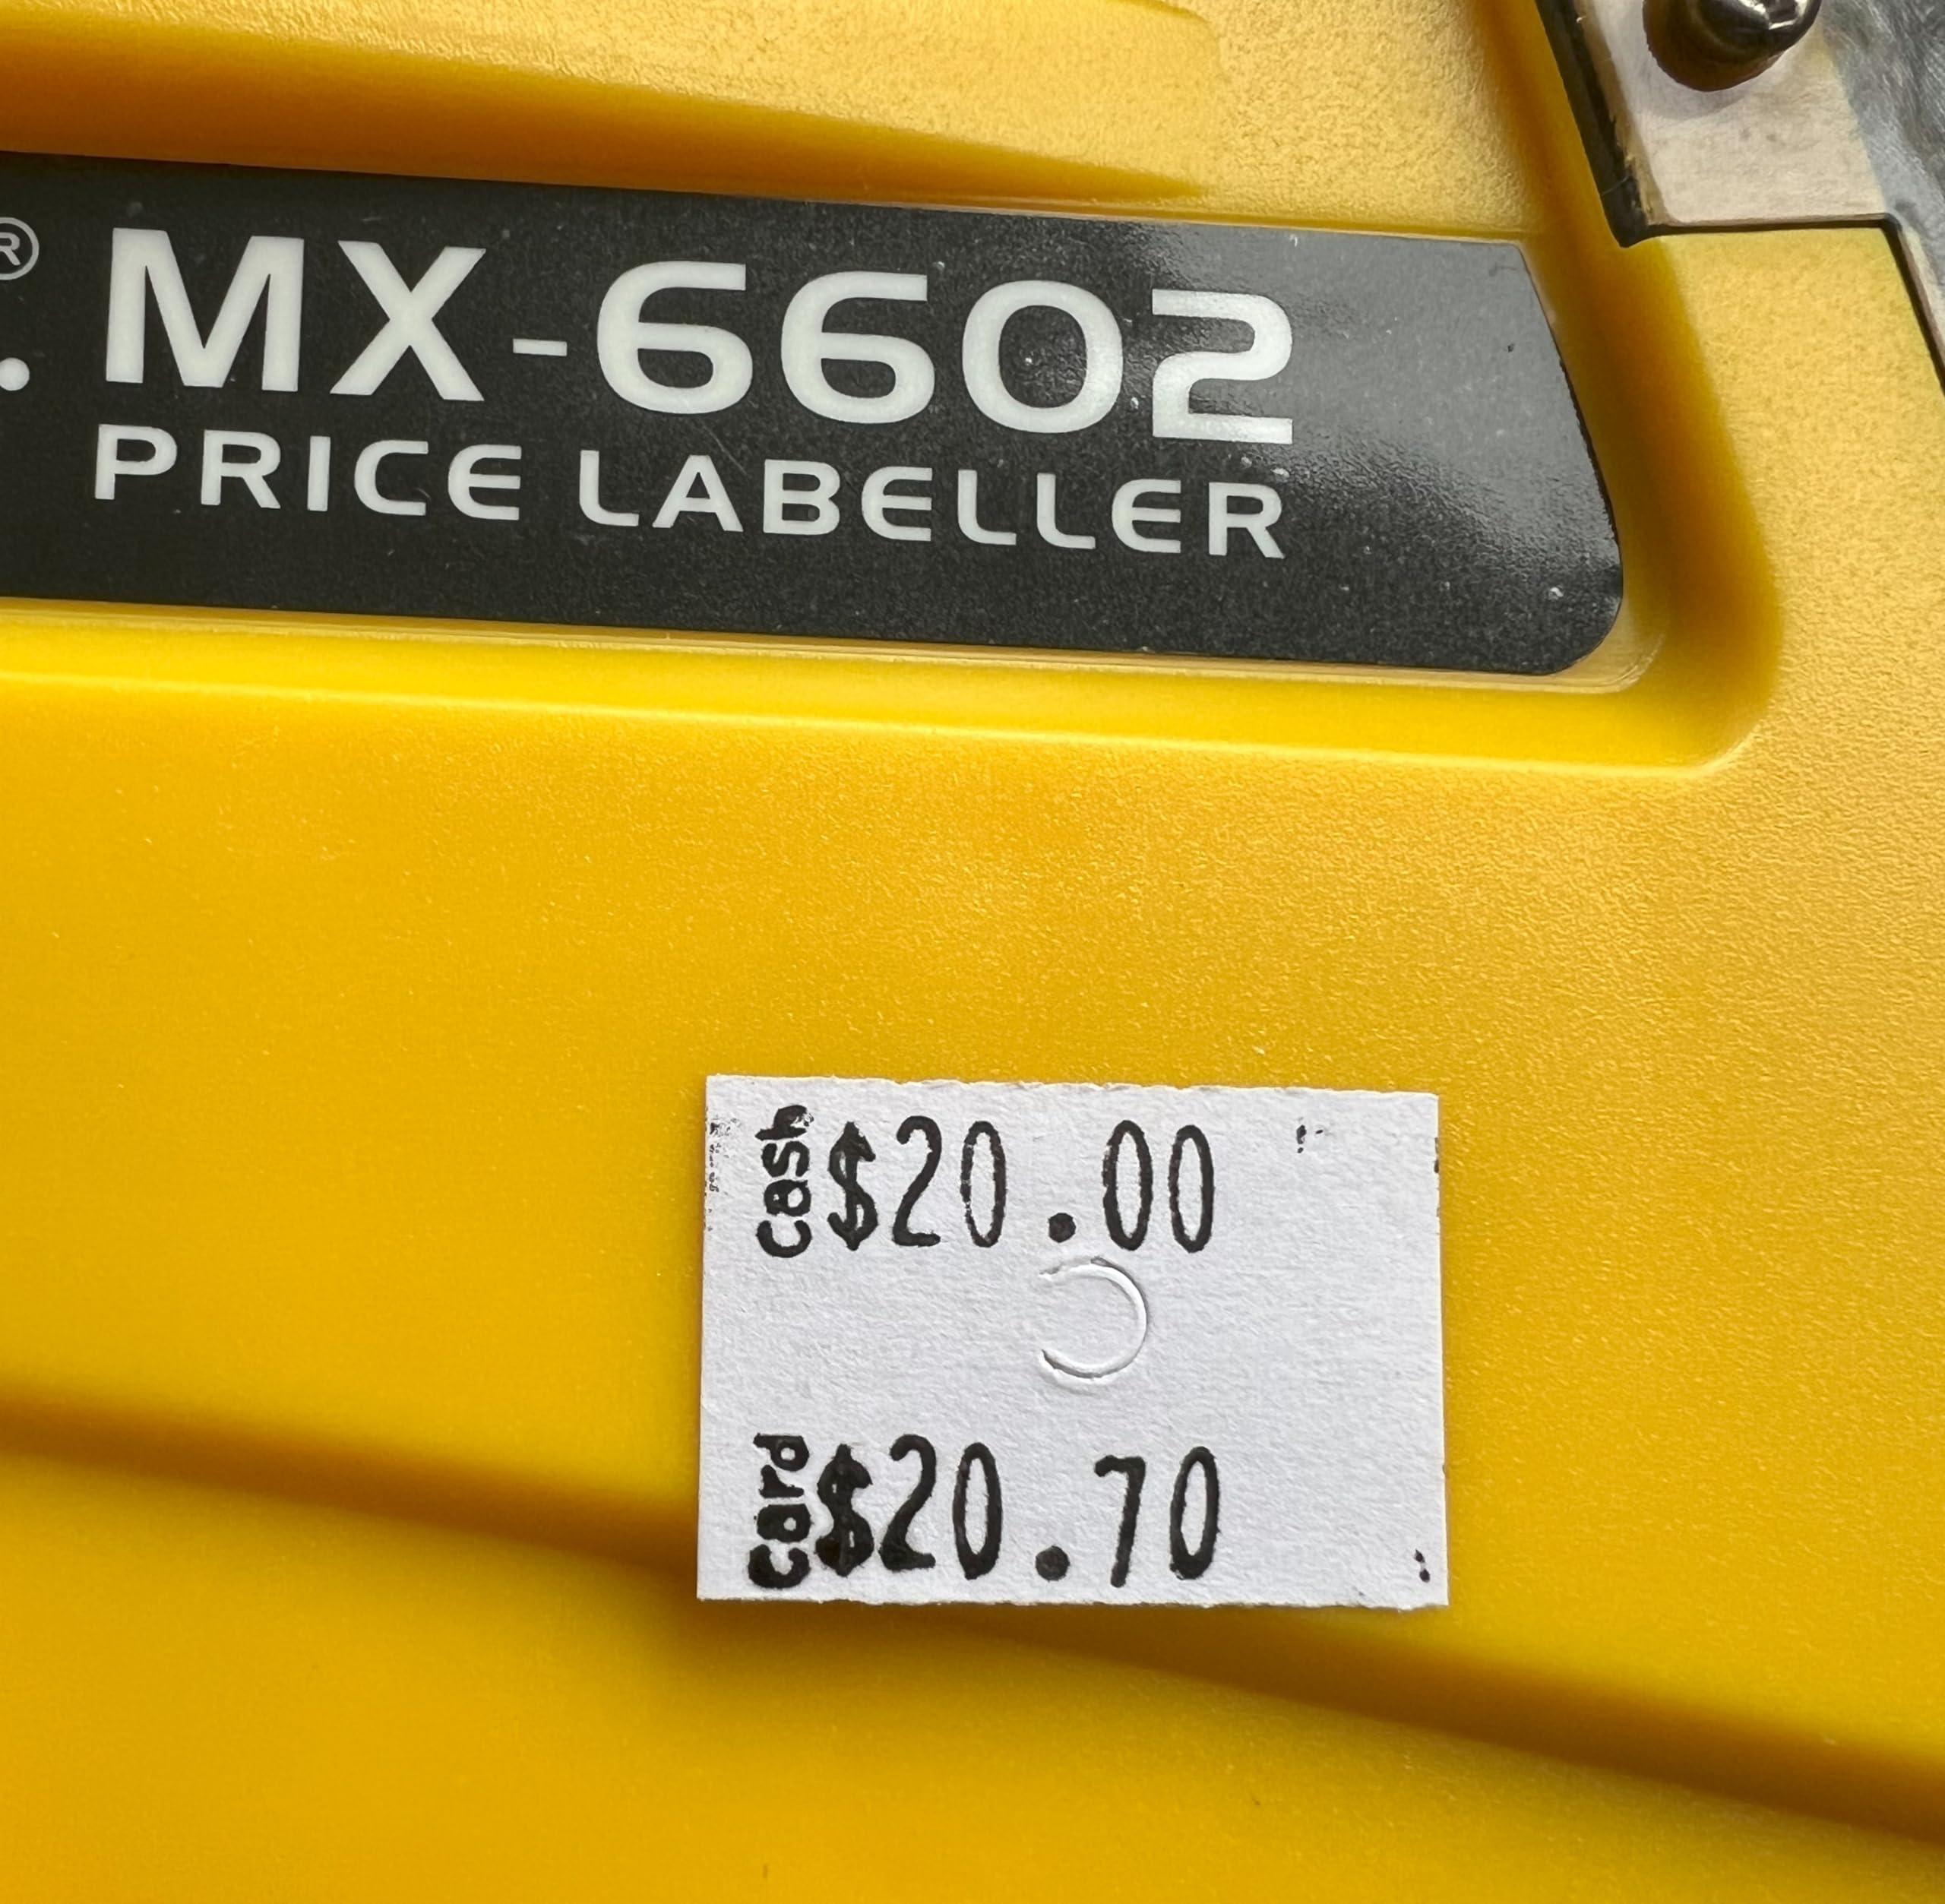 ® MX-6602
PRICE LABELLER
cash $20.00
card $20.70